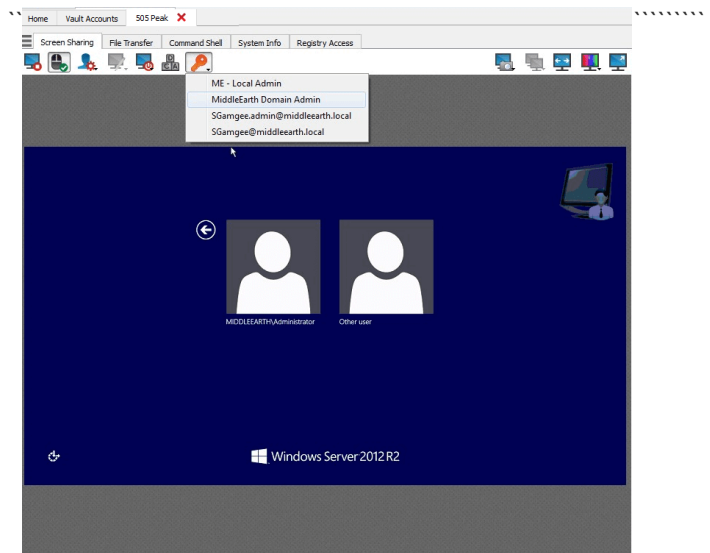 Home Vault Accounts 505 Peak
Screen Sharing File Transfer Command Shell System Info Registry Access
ME - Local Admin
MiddleEarth Domain Admin
SGamgee.admin@middleearth.local
SGamgee@middleearth.local
MIDDLEEARTH\Administrator Other user
Windows Server 2012 R2